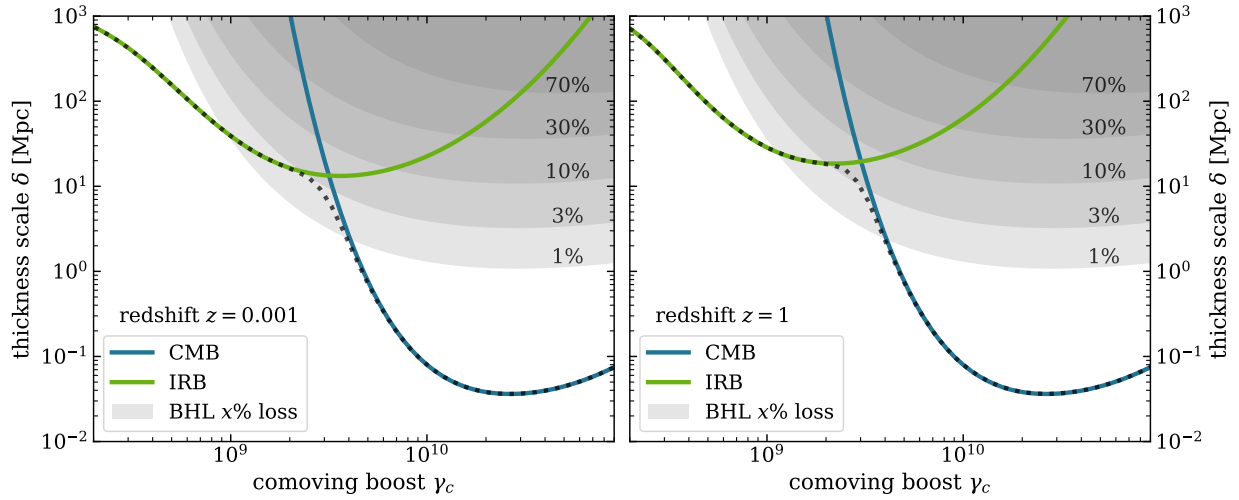 10³
10²
10¹
10⁰
10⁻¹
10⁻²
thickness scale δ [Mpc]
70%
30%
10%
3%
1%
redshift z = 0.001
CMB
IRB
BHL x% loss
10⁹
10¹⁰
comoving boost γ_c
70%
30%
10%
3%
1%
redshift z = 1
CMB
IRB
BHL x% loss
10⁹
10¹⁰
comoving boost γ_c
10³
10²
10¹
10⁰
10⁻¹
10⁻²
thickness scale δ [Mpc]